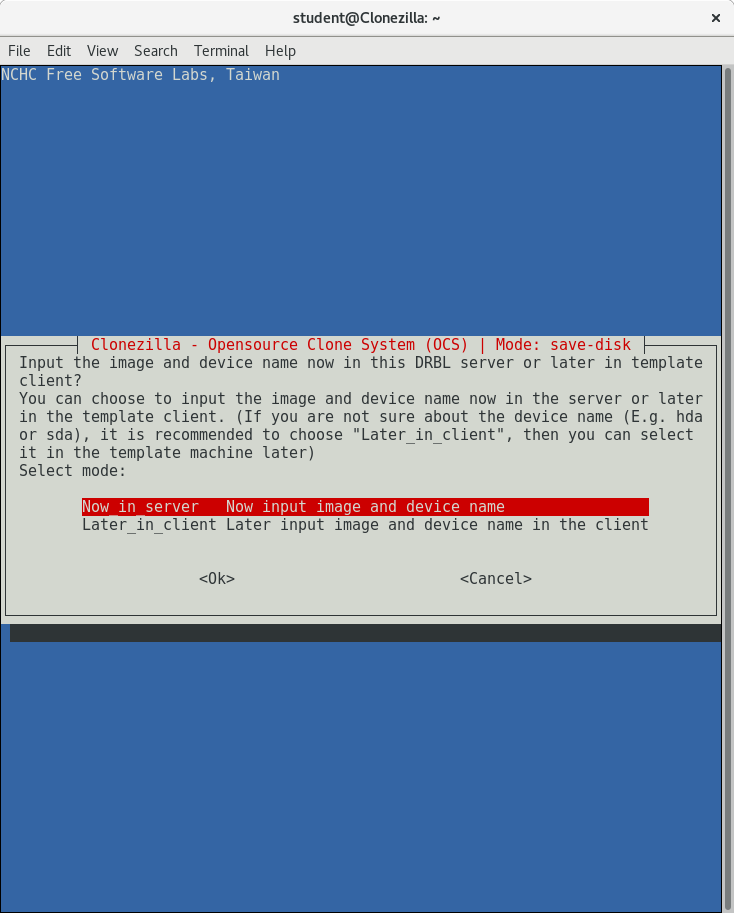 student@Clonezilla: ~
File Edit View Search Terminal Help
NCHC Free Software Labs, Taiwan
Clonezilla - Opensource Clone System (OCS) | Mode: save-disk
Input the image and device name now in this DRBL server or later in template
client?
You can choose to input the image and device name now in the server or later
in the template client. (If you are not sure about the device name (E.g. hda
or sda), it is recommended to choose "Later_in_client", then you can select
it in the template machine later)
Select mode:
Now_in_server Now input image and device name
Later_in_client Later input image and device name in the client
<Ok> <Cancel>